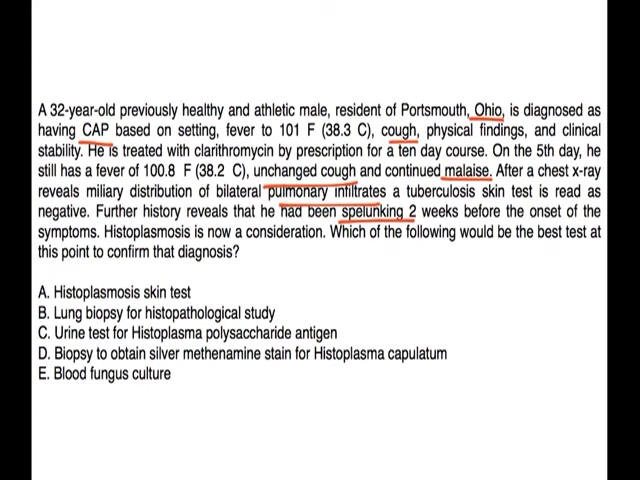 A 32-year-old previously healthy and athletic male, resident of Portsmouth, Ohio, is diagnosed as
having CAP based on setting, fever to 101 F (38.3 C), cough, physical findings, and clinical
stability. He is treated with clarithromycin by prescription for a ten day course. On the 5th day, he
still has a fever of 100.8 F (38.2 C), unchanged cough and continued malaise. After a chest x-ray
reveals miliary distribution of bilateral pulmonary infiltrates a tuberculosis skin test is read as
negative. Further history reveals that he had been spelunking 2 weeks before the onset of the
symptoms. Histoplasmosis is now a consideration. Which of the following would be the best test at
this point to confirm that diagnosis?
A. Histoplasmosis skin test
B. Lung biopsy for histopathological study
C. Urine test for Histoplasma polysaccharide antigen
D. Biopsy to obtain silver methenamine stain for Histoplasma capulatum
E. Blood fungus culture